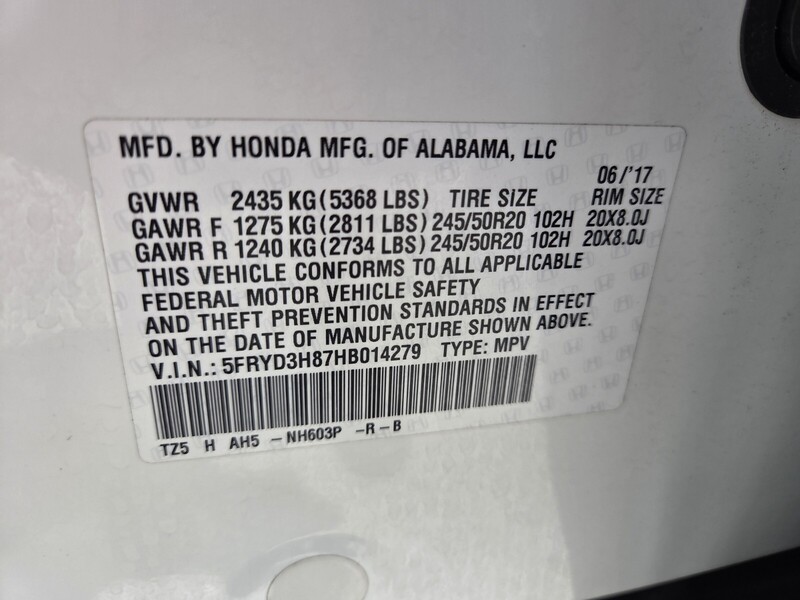 MFD. BY HONDA MFG. OF ALABAMA, LLC
06/'17
GVWR 2435 KG(5368 LBS) TIRE SIZE RIM SIZE
GAWR F 1275 KG(2811 LBS) 245/50R20 102H 20X8.0J
GAWR R 1240 KG(2734 LBS) 245/50R20 102H 20X8.0J
THIS VEHICLE CONFORMS TO ALL APPLICABLE
FEDERAL MOTOR VEHICLE SAFETY
AND THEFT PREVENTION STANDARDS IN EFFECT
ON THE DATE OF MANUFACTURE SHOWN ABOVE.
V.I.N.: 5FRYD3H87HB014279 TYPE: MPV
TZ5 H AH5 -NH603P -R-B